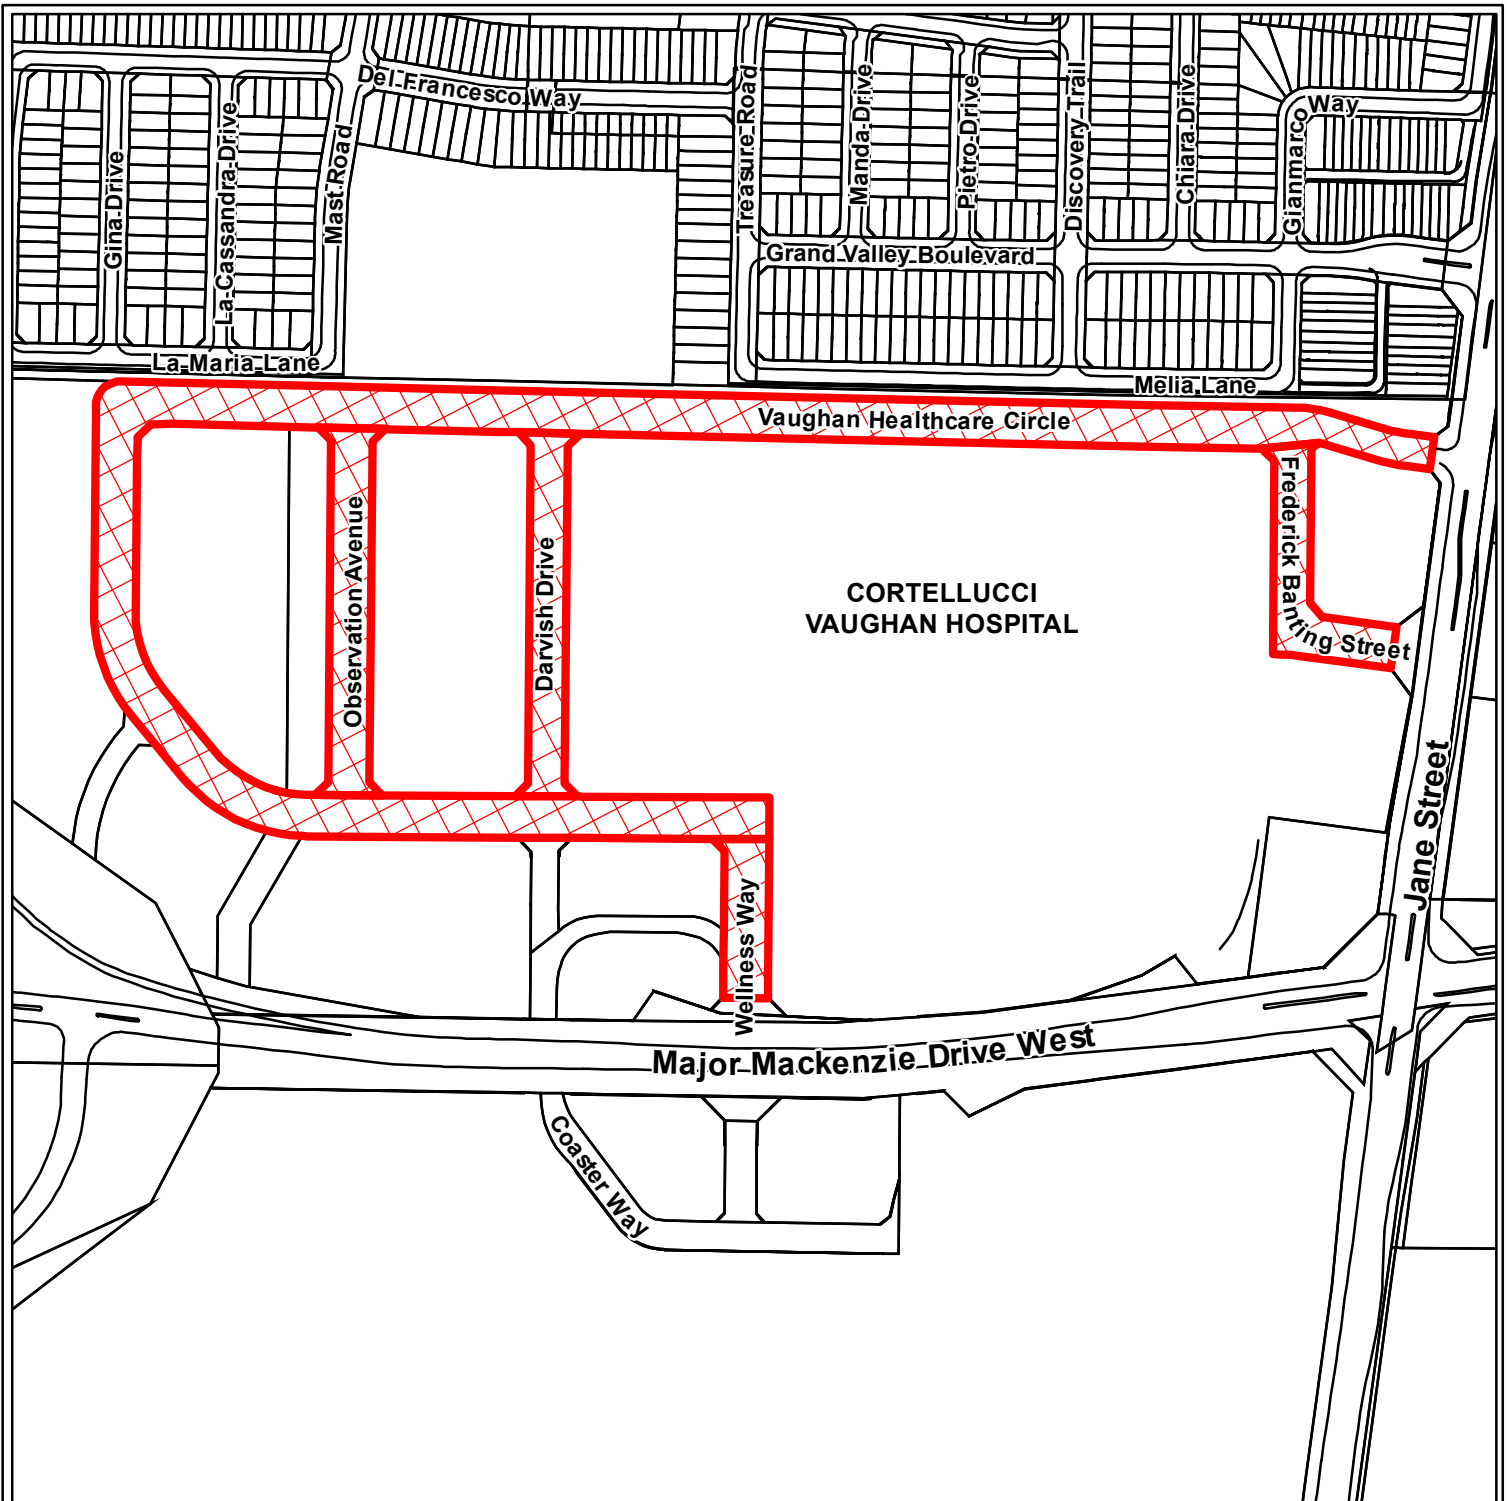 Del Francesco Way
Gina Drive
La Cassandra Drive
Mast Road
Treasure Road
Manda Drive
Pietro Drive
Discovery Trail
Chiara Drive
Gianmarco Way
Grand Valley Boulevard
La Maria Lane
Melia Lane
Vaughan Healthcare Circle
Observation Avenue
Darvish Drive
Frederick Banting Street
CORTELLUCCI
VAUGHAN HOSPITAL
Jane Street
Wellness Way
Major Mackenzie Drive West
Coaster Way